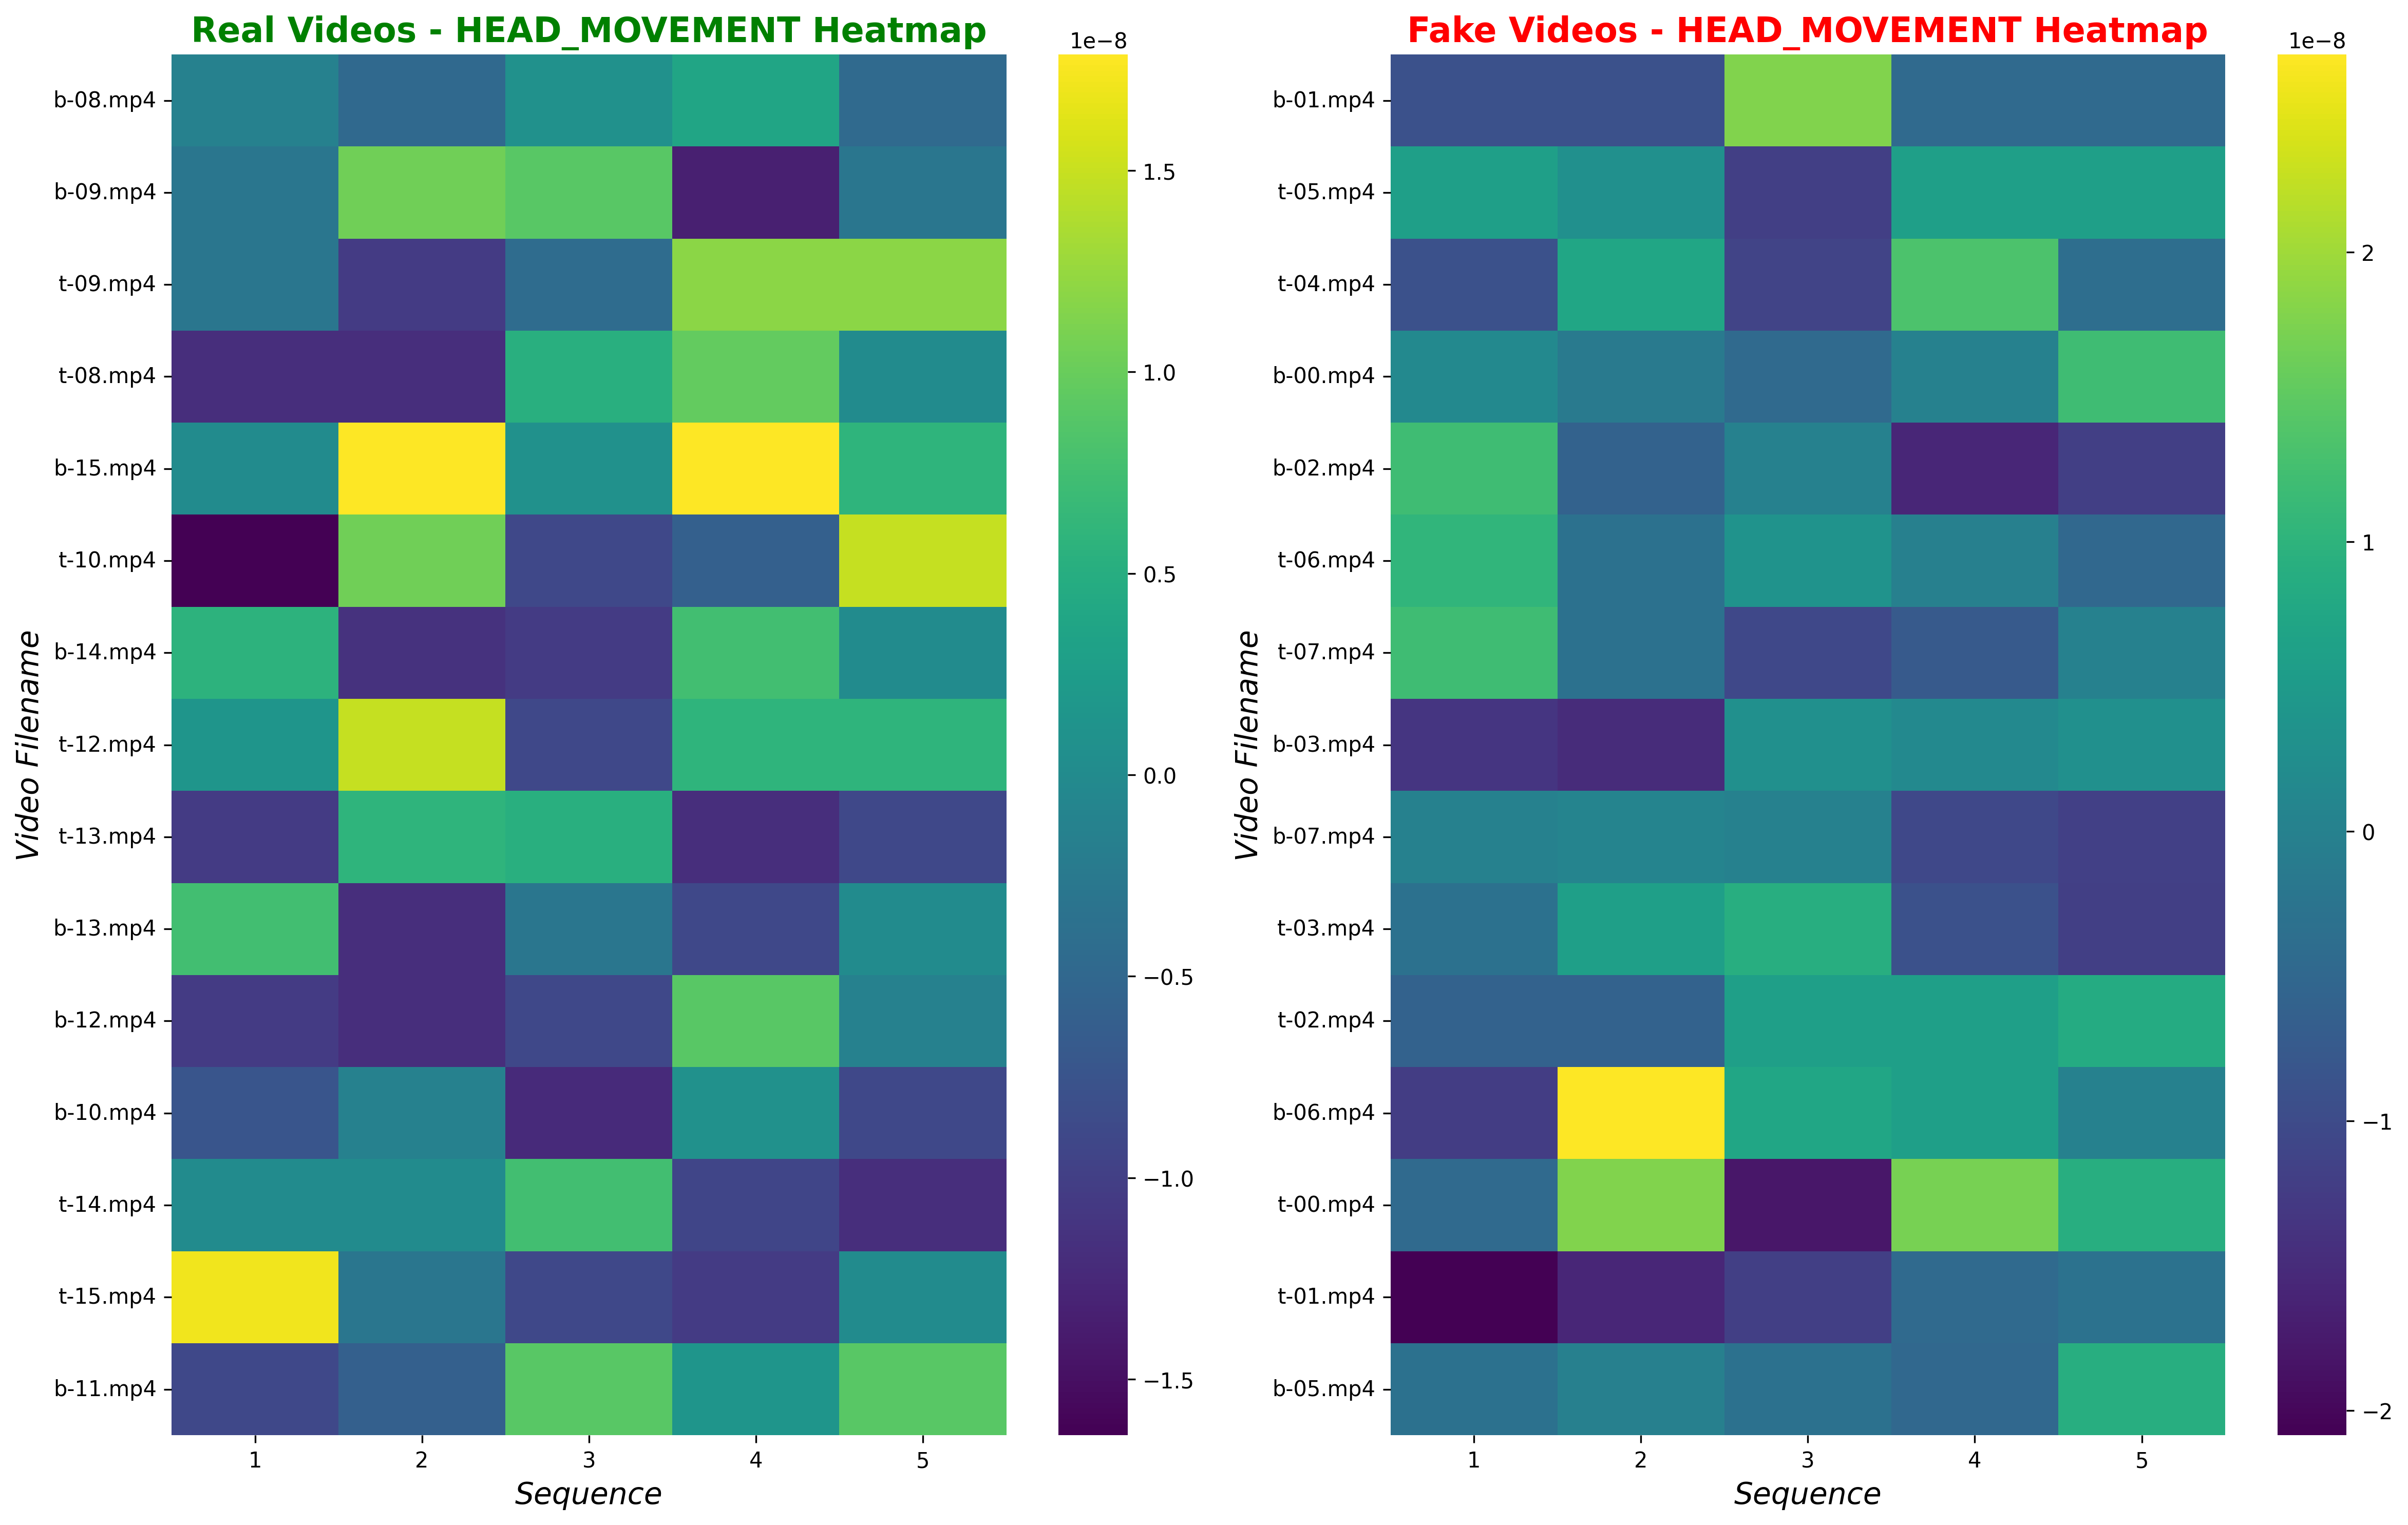 Real Videos - HEAD_MOVEMENT Heatmap
1e−8
b-08.mp4
b-09.mp4
t-09.mp4
t-08.mp4
b-15.mp4
t-10.mp4
b-14.mp4
t-12.mp4
t-13.mp4
b-13.mp4
b-12.mp4
b-10.mp4
t-14.mp4
t-15.mp4
b-11.mp4
Video Filename
1 2 3 4 5
Sequence
1.5
1.0
0.5
0.0
−0.5
−1.0
−1.5
Fake Videos - HEAD_MOVEMENT Heatmap
1e−8
b-01.mp4
t-05.mp4
t-04.mp4
b-00.mp4
b-02.mp4
t-06.mp4
t-07.mp4
b-03.mp4
b-07.mp4
t-03.mp4
t-02.mp4
b-06.mp4
t-00.mp4
t-01.mp4
b-05.mp4
Video Filename
1 2 3 4 5
Sequence
2
1
0
−1
−2